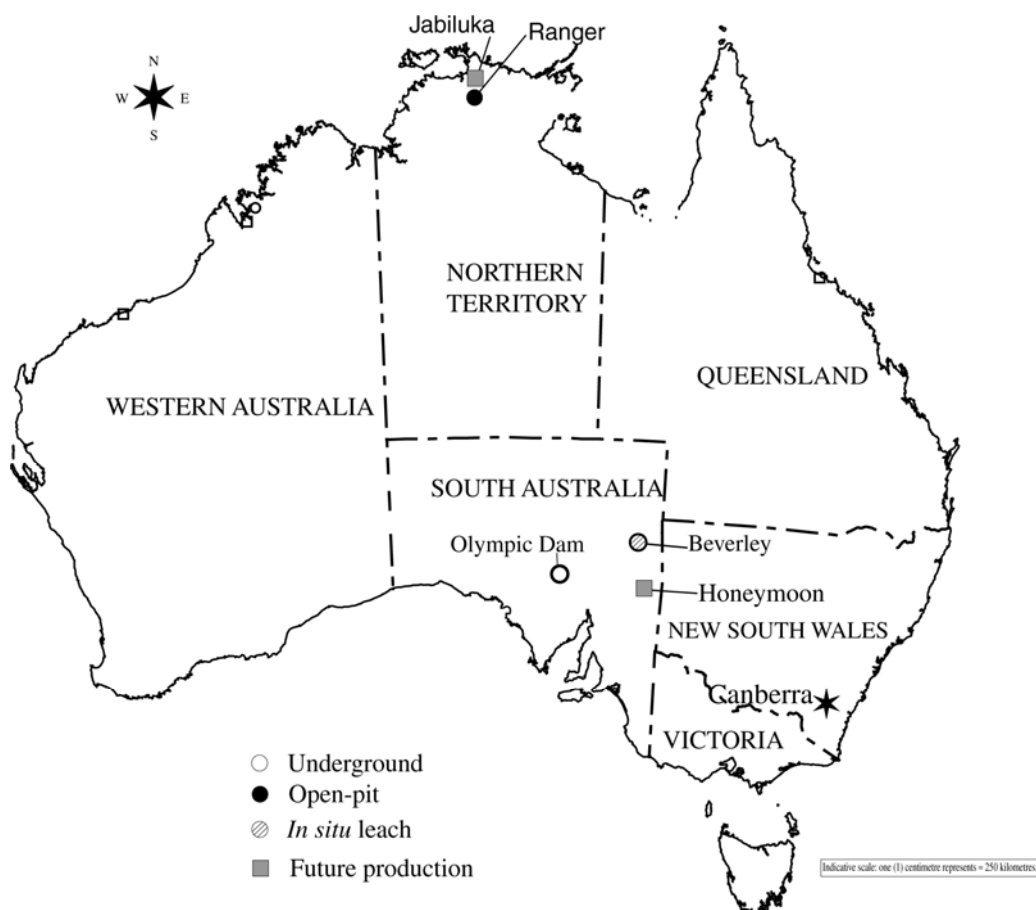 Jabiluka
Ranger
N
W E
S
NORTHERN
TERRITORY
QUEENSLAND
WESTERN AUSTRALIA
SOUTH AUSTRALIA
Olympic Dam
Beverley
Honeymoon
NEW SOUTH WALES
Canberra
VICTORIA
Underground
Open-pit
In situ leach
Future production
Indicative scale: one (1) centimetre represents = 250 kilometres.